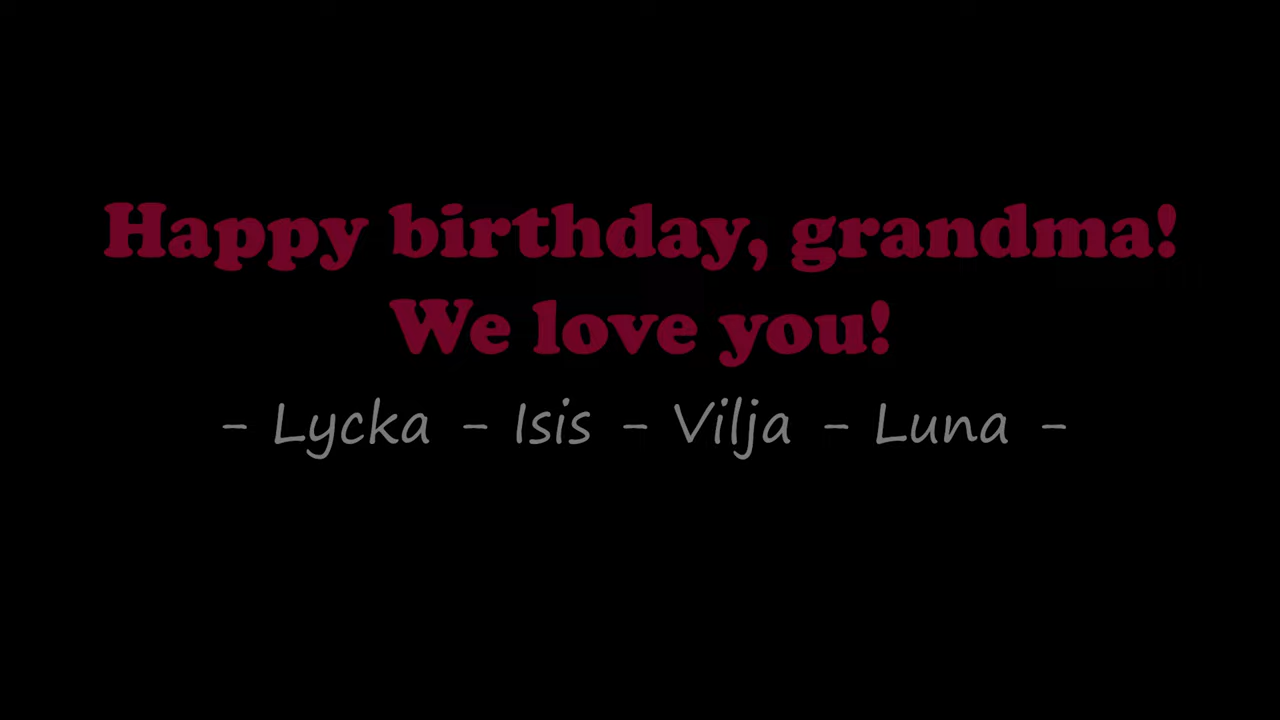 Happy birthday, grandma!
We love you!
- Lycka - Isis - Vilja - Luna -